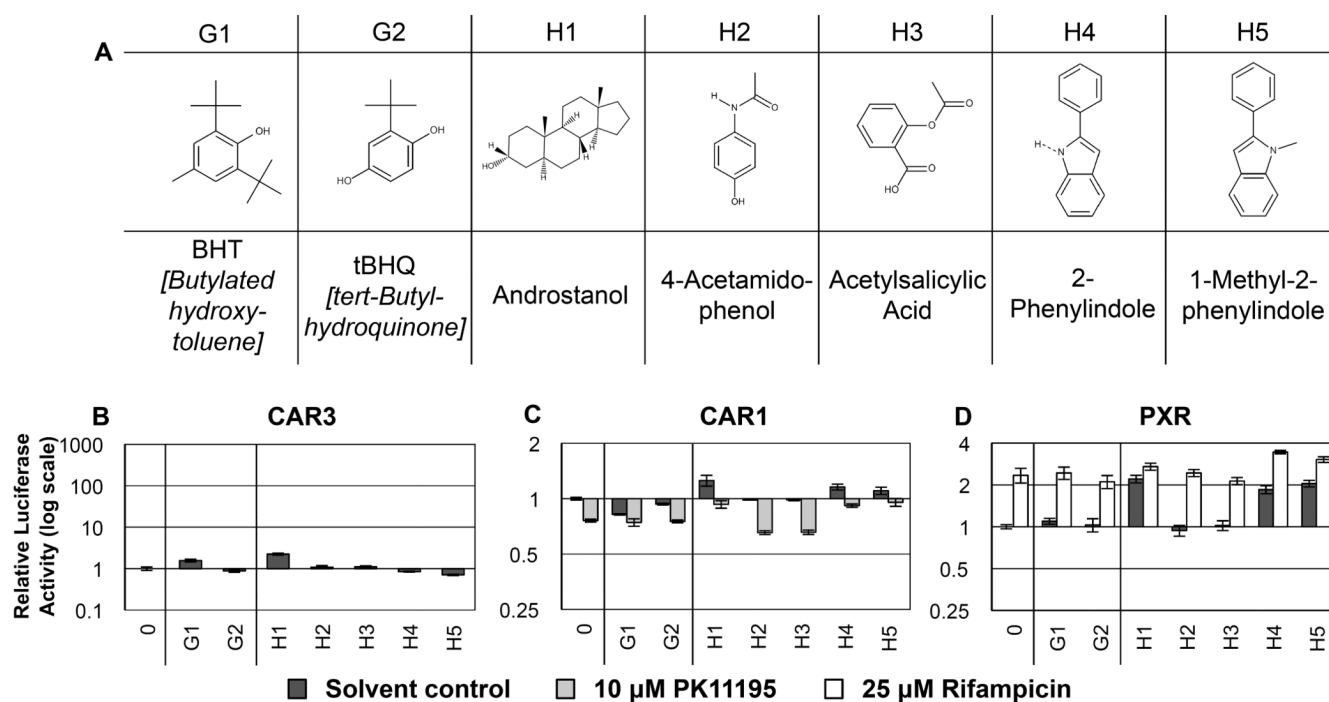 A
G1 G2 H1 H2 H3 H4 H5
OH
OH
HO
H
H
H
H
H
HO
H
N
O
OH
O
O
O
HO
H
N
N
BHT
[Butylated
hydroxy-
toluene]
tBHQ
[tert-Butyl-
hydroquinone]
Androstanol
4-Acetamido-
phenol
Acetylsalicylic
Acid
2-
Phenylindole
1-Methyl-2-
phenylindole
B CAR3
Relative Luciferase
Activity (log scale)
1000
100
10
1
0.1
0 G1 G2 H1 H2 H3 H4 H5
C CAR1
2
1
0.5
0.25
0 G1 G2 H1 H2 H3 H4 H5
D PXR
4
2
1
0.5
0.25
0 G1 G2 H1 H2 H3 H4 H5
Solvent control 10 µM PK11195 25 µM Rifampicin